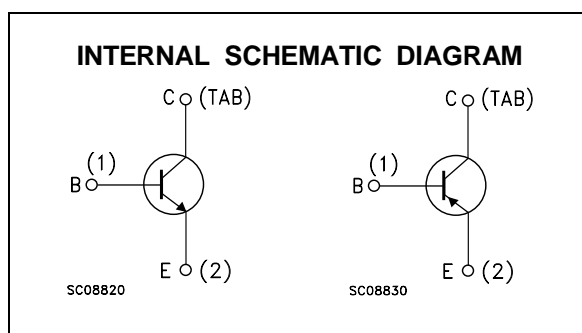 INTERNAL SCHEMATIC DIAGRAM
C (TAB)
C (TAB)
(1)
B
(1)
B
E (2)
E (2)
SC08820
SC08830